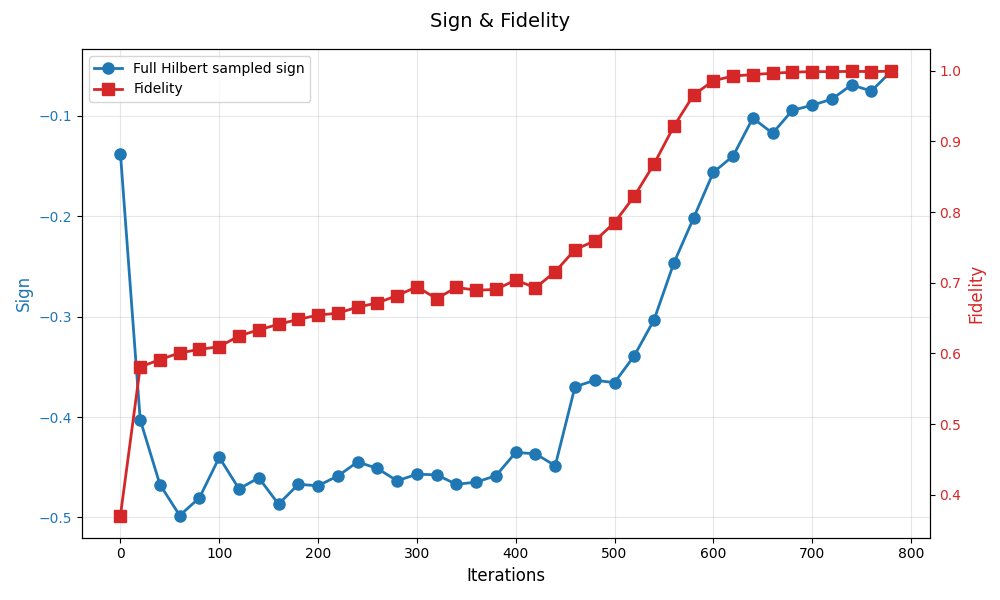 Sign & Fidelity
Full Hilbert sampled sign
Fidelity
Sign
−0.1
−0.2
−0.3
−0.4
−0.5
1.0
0.9
0.8
0.7
0.6
0.5
0.4
Fidelity
0 100 200 300 400 500 600 700 800
Iterations